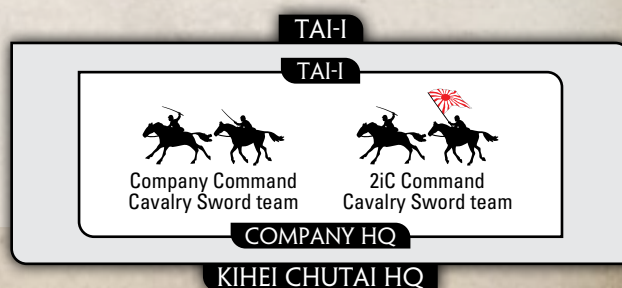 TAI-I
TAI-I
Company Command
Cavalry Sword team
2iC Command
Cavalry Sword team
COMPANY HQ
KIHEI CHUTAI HQ